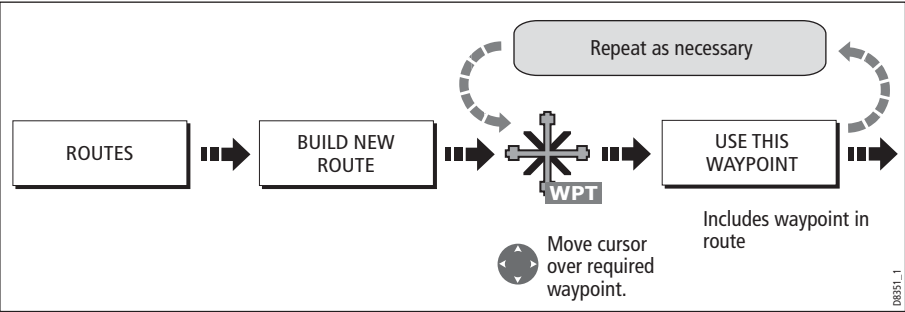 Repeat as necessary
ROUTES
BUILD NEW
ROUTE
WPT
USE THIS
WAYPOINT
Move cursor
over required
waypoint.
Includes waypoint in
route
D8351_1